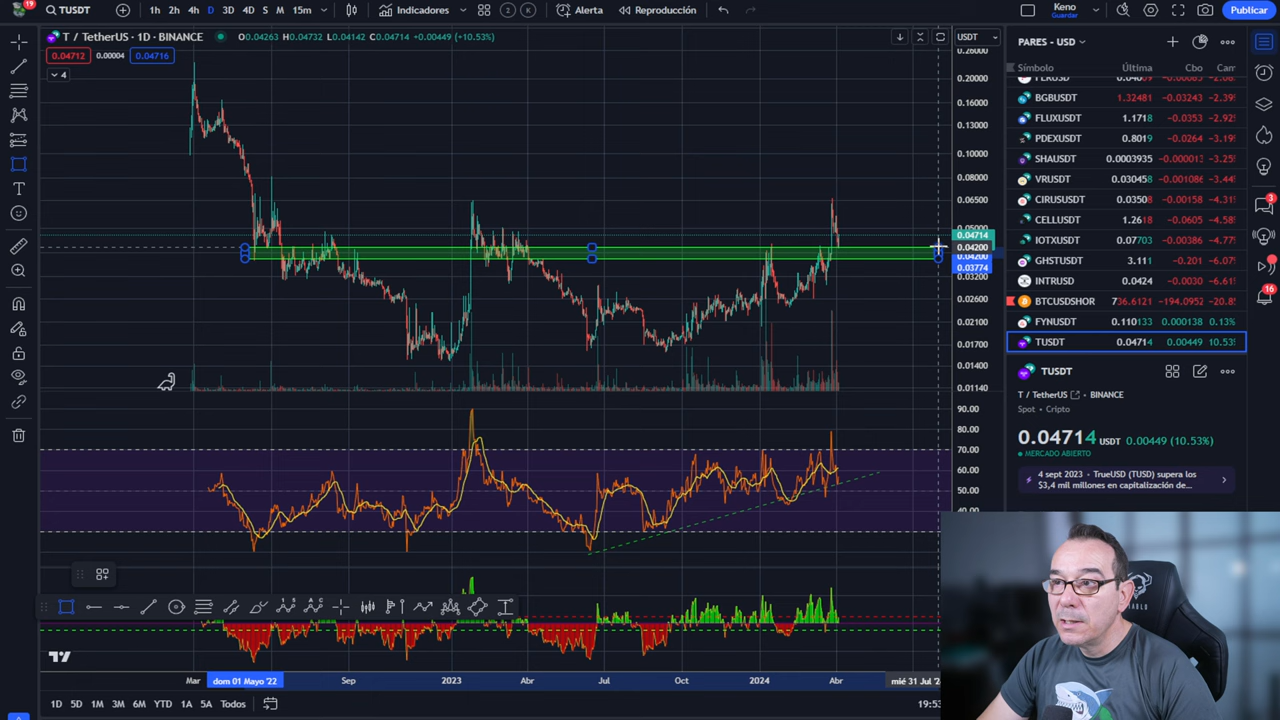 19 TUSDT 1h 2h 4h D 3D 4D S M 15m Indicadores 3 K Alerta Reproducción Keno Guardar Publicar
T / TetherUS · 1D · BINANCE O0.04263 H0.04732 L0.04142 C0.04714 +0.00449 (+10.53%) USDT
0.04712 0.00004 0.04716
4
0.20000
0.16000
0.13000
0.10000
0.08000
0.06500
0.05000
0.04714
0.04200
0.04200
0.03774
0.03200
0.02600
0.02100
0.01700
0.01400
0.01140
90.00
80.00
70.00
60.00
50.00
40.00
Mar dom 01 Mayo '22 Sep 2023 Abr Jul Oct 2024 Abr mié 31 Jul '2
1D 5D 1M 3M 6M YTD 1A 5A Todos 19:53
PARES - USD
Símbolo Última Cbo
BGBUSDT 1.32481 −0.03243 −2.39
FLUXUSDT 1.1718 −0.0353 −2.92
PDEXUSDT 0.8019 −0.0264 −3.19
SHAUSDT 0.0003935 −0.000013 −3.25
VRUSDT 0.030458 −0.001086 −3.44
CIRUSUSDT 0.0350 −4.31
CELLUSDT 1.2618 −0.0605 −4.58
IOTXUSDT 0.07703 −0.00386 −4.77
GHSTUSDT 3.111 −0.201 −6.07
INTRUSD 0.0424 −0.0030 −6.61
BTCUSDSHOR 736.6121 −194.0952 −20.8
FYNUSDT 0.110133 0.000138 0.13%
TUSDT 0.04714 0.00449 10.53
TUSDT
T / TetherUS · BINANCE
Spot • Cripto
0.04714 USDT 0.00449 (10.53%)
MERCADO ABIERTO
4 sept 2023 · TrueUSD (TUSD) supera los
$3,4 mil millones en capitalización de...
3
16
DIABLO